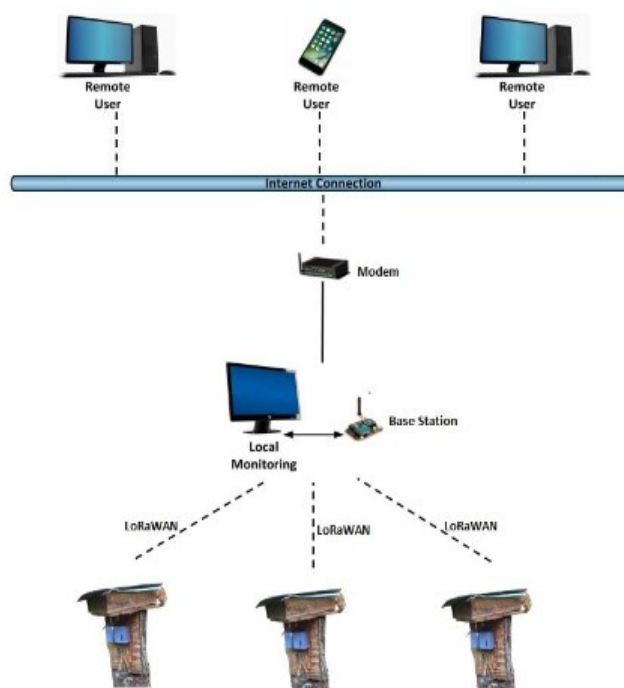 Remote
User
Remote
User
Remote
User
Internet Connection
Modem
Base Station
Local
Monitoring
LoRaWAN
LoRaWAN
LoRaWAN